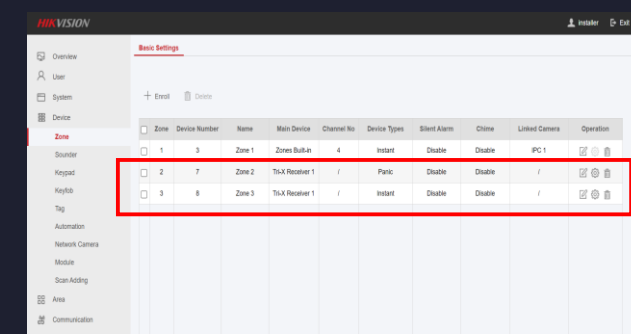 HIKVISION
installer Exit
Overview
User
System
Device
Zone
Sounder
Keypad
Keyfob
Tag
Automation
Network Camera
Module
Scan Adding
Area
Communication
Basic Settings
+ Enroll Delete
Zone Device Number Name Main Device Channel No Device Types Silent Alarm Chime Linked Camera Operation
1 3 Zone 1 Zones Built-in 4 Instant Disable Disable IPC 1
2 7 Zone 2 Tri-X Receiver 1 / Panic Disable Disable /
3 8 Zone 3 Tri-X Receiver 1 / Instant Disable Disable /